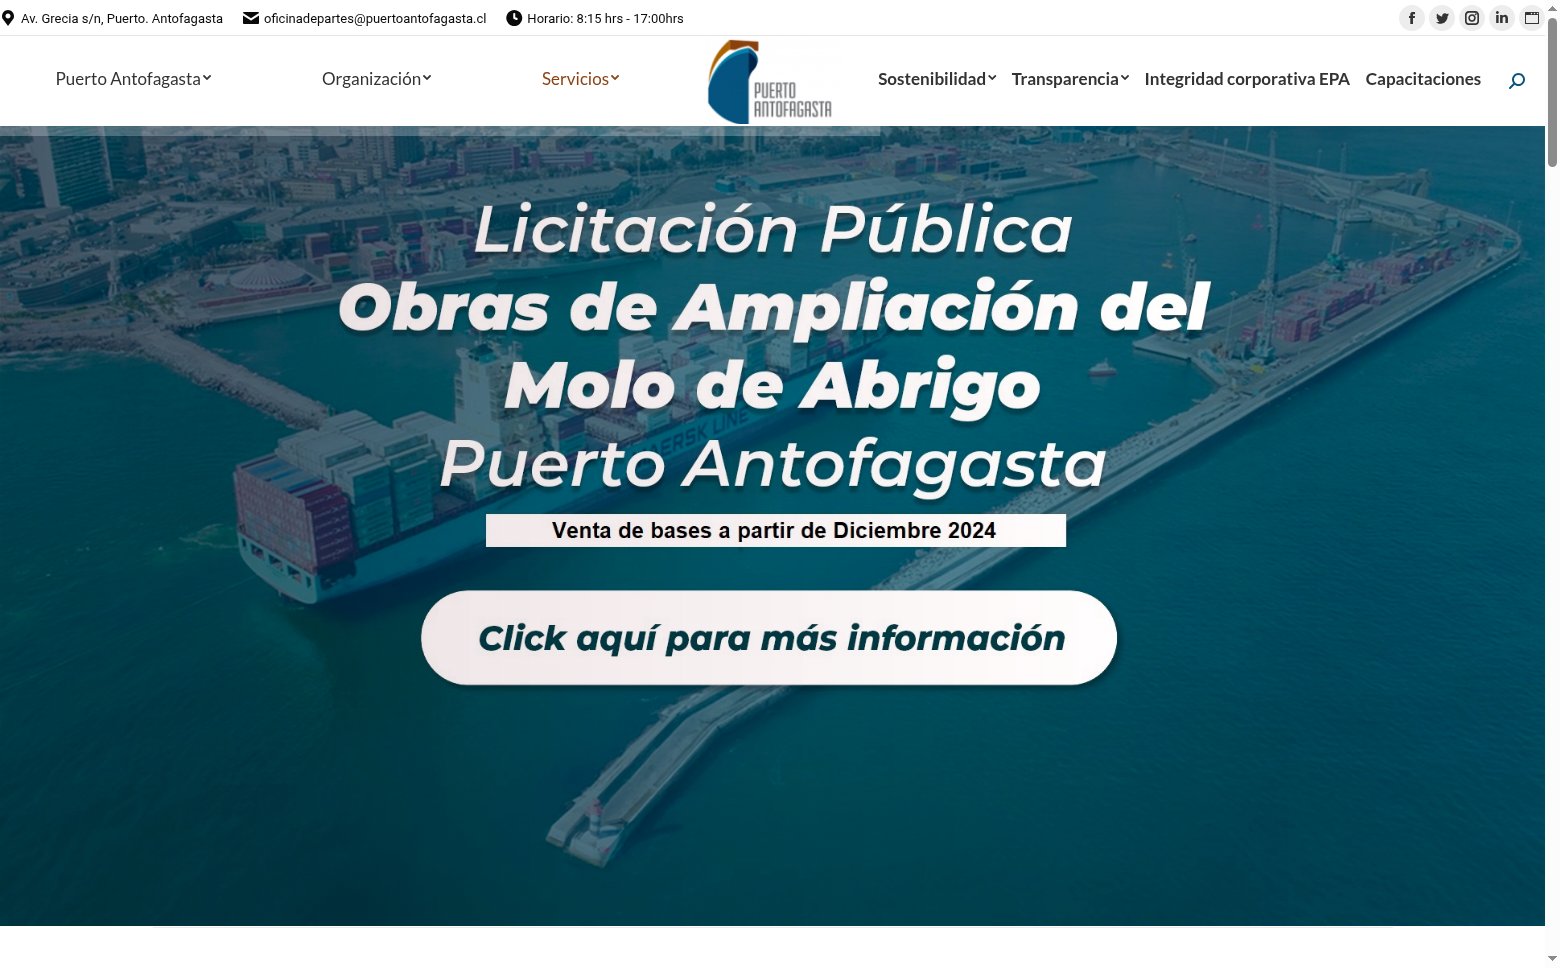 Av. Grecia s/n, Puerto. Antofagasta oficinadepartes@puertoantofagasta.cl Horario: 8:15 hrs - 17:00hrs
Puerto Antofagasta Organización Servicios PUERTO ANTOFAGASTA Sostenibilidad Transparencia Integridad corporativa EPA Capacitaciones
Licitación Pública
Obras de Ampliación del
Molo de Abrigo
MAERSK LINE
Puerto Antofagasta
Venta de bases a partir de Diciembre 2024
Click aquí para más información